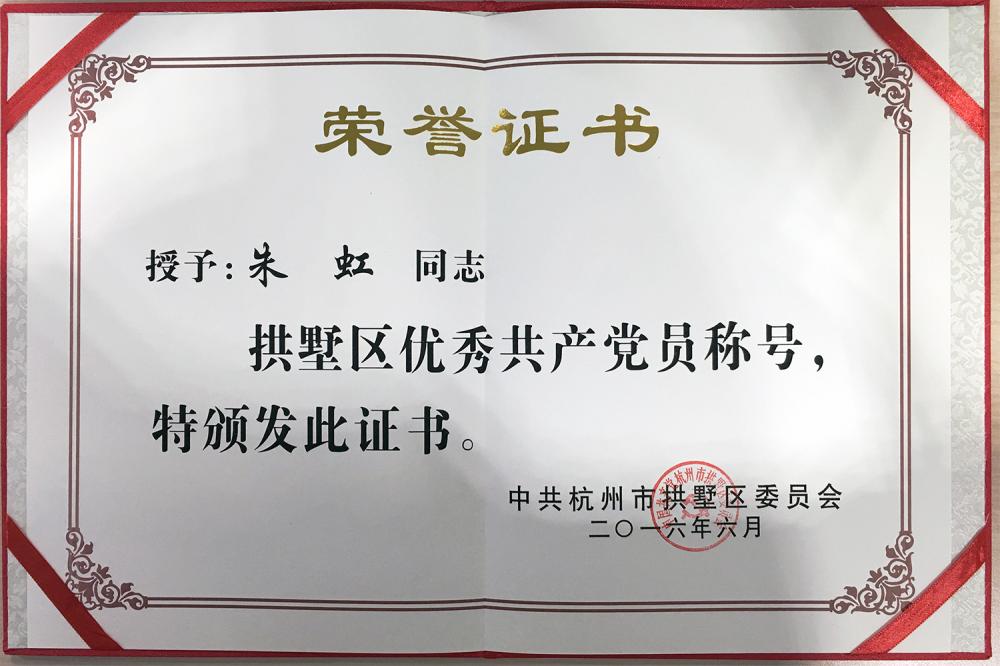 荣誉证书
授予：朱 虹 同志
拱墅区优秀共产党员称号，
特颁发此证书。
中共杭州市拱墅区委员会
二〇一六年六月